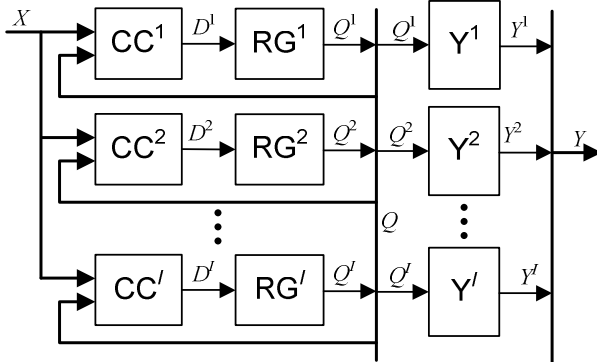 X CC¹ D¹ RG¹ Q¹ Q¹ Y¹ Y¹
CC² D² RG² Q² Q² Y² Y² Y
Q
CCᴵ Dᴵ RGᴵ Qᴵ Qᴵ Yᴵ Yᴵ